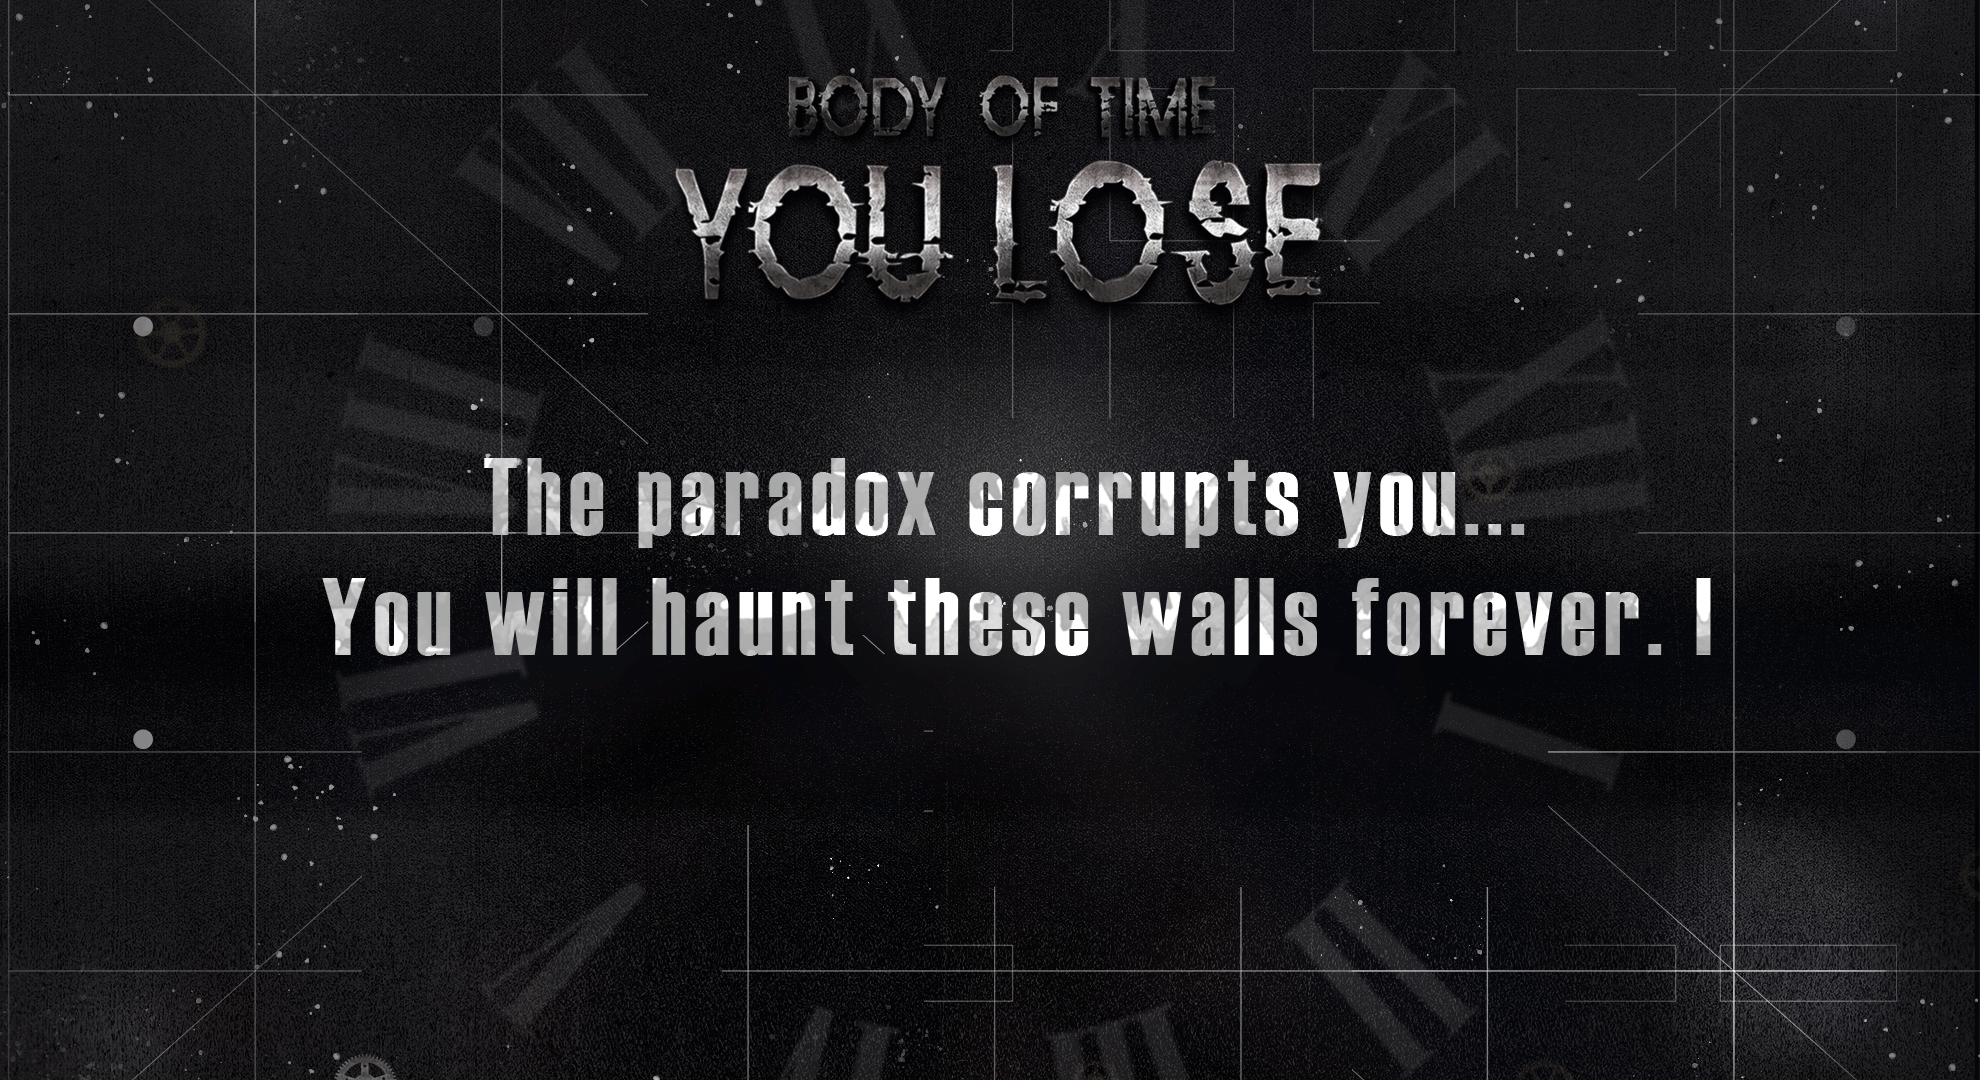 BODY OF TIME
YOU LOSE
The paradox corrupts you...
You will haunt these walls forever. I